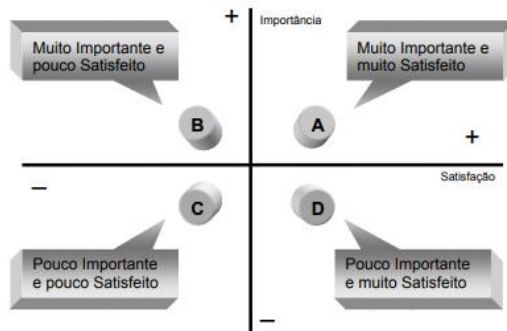 +
Importância
Muito Importante e
pouco Satisfeito
Muito Importante e
muito Satisfeito
B
A
+
–
Satisfação
C
D
Pouco Importante
e pouco Satisfeito
Pouco Importante
e muito Satisfeito
–